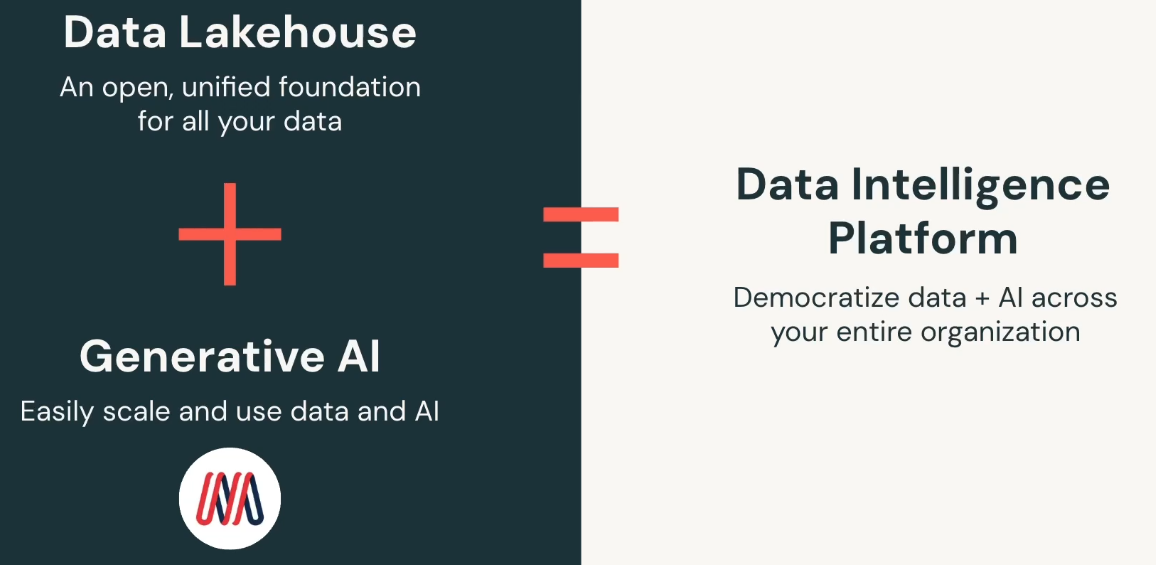 Data Lakehouse
An open, unified foundation
for all your data
+
Generative AI
Easily scale and use data and AI
=
Data Intelligence
Platform
Democratize data + AI across
your entire organization